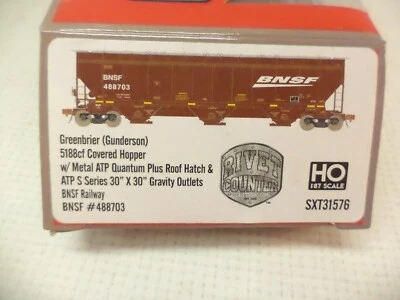 BNSF
488703
BNSF
Greenbrier (Gunderson)
5188cf Covered Hopper
w/ Metal ATP Quantum Plus Roof Hatch &
ATP S Series 30" X 30" Gravity Outlets
BNSF Railway
BNSF #488703
RIVET
COUNTER
HO
1:87 SCALE
SXT31576